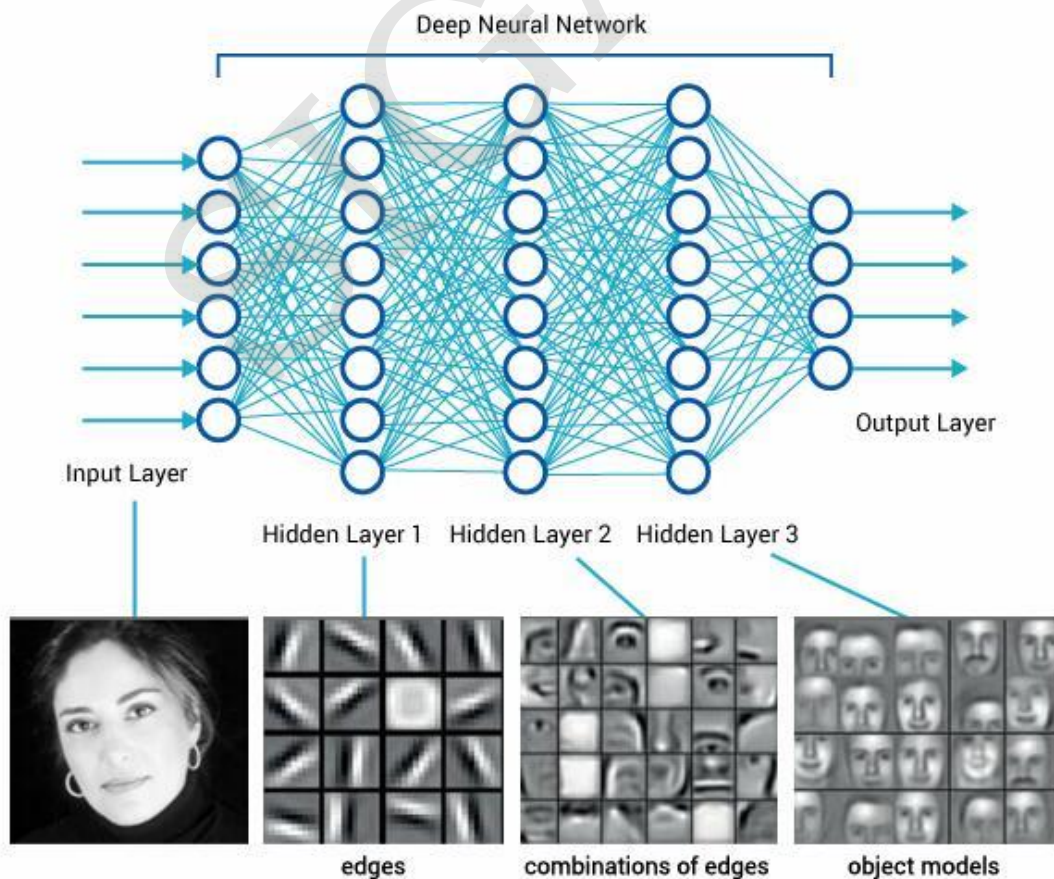 Deep Neural Network
Output Layer
Input Layer
Hidden Layer 1 Hidden Layer 2 Hidden Layer 3
edges combinations of edges object models